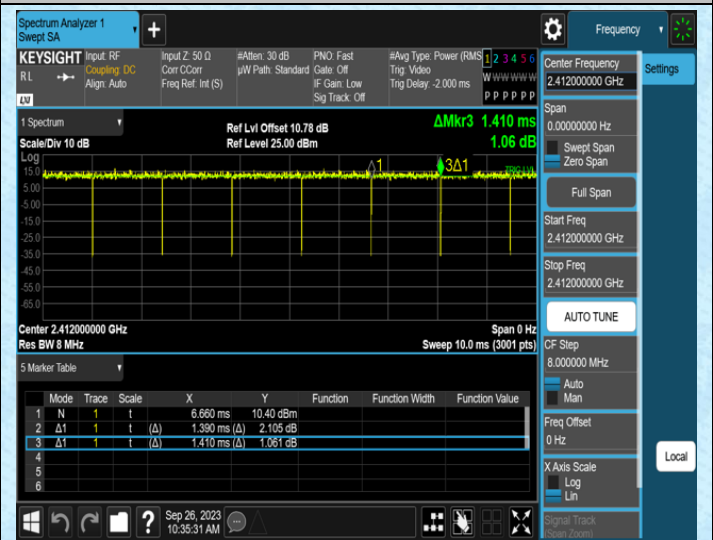 Spectrum Analyzer 1
Swept SA
+
Frequency
KEYSIGHT
Input: RF
Input Z: 50 Ω
#Atten: 30 dB
PNO: Fast
#Avg Type: Power (RMS
1 2 3 4 5 6
RL
Coupling: DC
Corr CCorr
µW Path: Standard
Gate: Off
Trig: Video
W W W W W W
Align: Auto
Freq Ref: Int (S)
IF Gain: Low
Trig Delay: -2.000 ms
P P P P P P
Sig Track: Off
LXI
1 Spectrum
Ref Lvl Offset 10.78 dB
ΔMkr3 1.410 ms
Scale/Div 10 dB
Ref Level 25.00 dBm
1.06 dB
Log
15.0
1
3Δ1
TRIG LVL
5.00
-5.00
-15.0
-25.0
-35.0
-45.0
-55.0
-65.0
Center 2.412000000 GHz
Span 0 Hz
Res BW 8 MHz
Sweep 10.0 ms (3001 pts)
5 Marker Table
Mode Trace Scale X Y Function Function Width Function Value
1 N 1 t 6.660 ms 10.40 dBm
2 Δ1 1 t (Δ) 1.390 ms (Δ) 2.105 dB
3 Δ1 1 t (Δ) 1.410 ms (Δ) 1.061 dB
4
5
6
?
Sep 26, 2023
10:35:31 AM
Center Frequency
2.412000000 GHz
Settings
Span
0.00000000 Hz
Swept Span
Zero Span
Full Span
Start Freq
2.412000000 GHz
Stop Freq
2.412000000 GHz
AUTO TUNE
CF Step
8.000000 MHz
Auto
Man
Freq Offset
0 Hz
Local
X Axis Scale
Log
Lin
Signal Track
(Span Zoom)